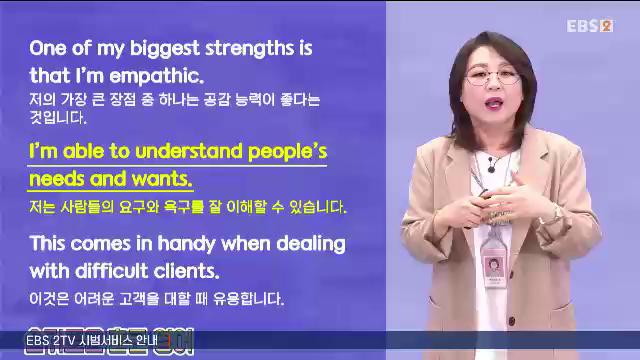 EBS2
One of my biggest strengths is
that I'm empathic.
저의 가장 큰 장점 중 하나는 공감 능력이 좋다는
것입니다.
I'm able to understand people's
needs and wants.
저는 사람들의 요구와 욕구를 잘 이해할 수 있습니다.
This comes in handy when dealing
with difficult clients.
이것은 어려운 고객을 대할 때 유용합니다.
EBS 2TV 시범서비스 안내